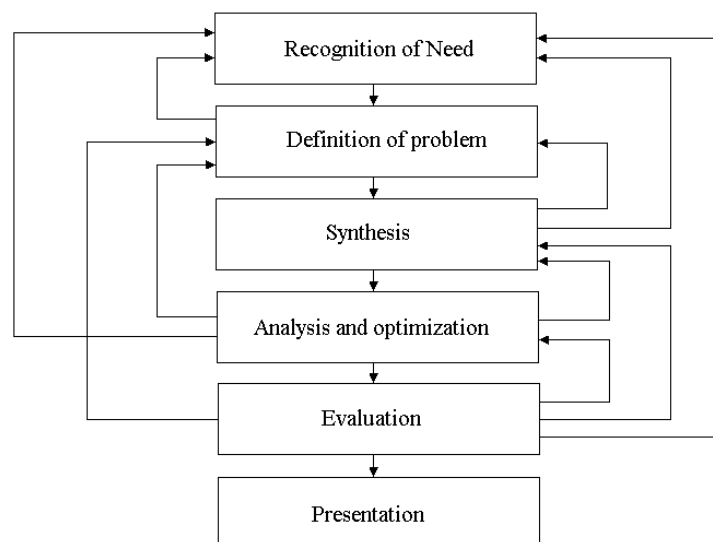 Recognition of Need
Definition of problem
Synthesis
Analysis and optimization
Evaluation
Presentation